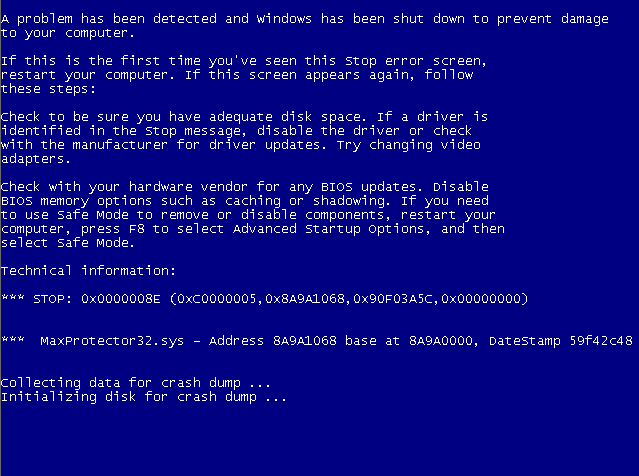 A problem has been detected and Windows has been shut down to prevent damage
to your computer.
If this is the first time you've seen this Stop error screen,
restart your computer. If this screen appears again, follow
these steps:
Check to be sure you have adequate disk space. If a driver is
identified in the Stop message, disable the driver or check
with the manufacturer for driver updates. Try changing video
adapters.
Check with your hardware vendor for any BIOS updates. Disable
BIOS memory options such as caching or shadowing. If you need
to use Safe Mode to remove or disable components, restart your
computer, press F8 to select Advanced Startup Options, and then
select Safe Mode.
Technical information:
*** STOP: 0x0000008E (0xC0000005,0x8A9A1068,0x90F03A5C,0x00000000)
***  MaxProtector32.sys - Address 8A9A1068 base at 8A9A0000, DateStamp 59f42c48
Collecting data for crash dump ...
Initializing disk for crash dump ...